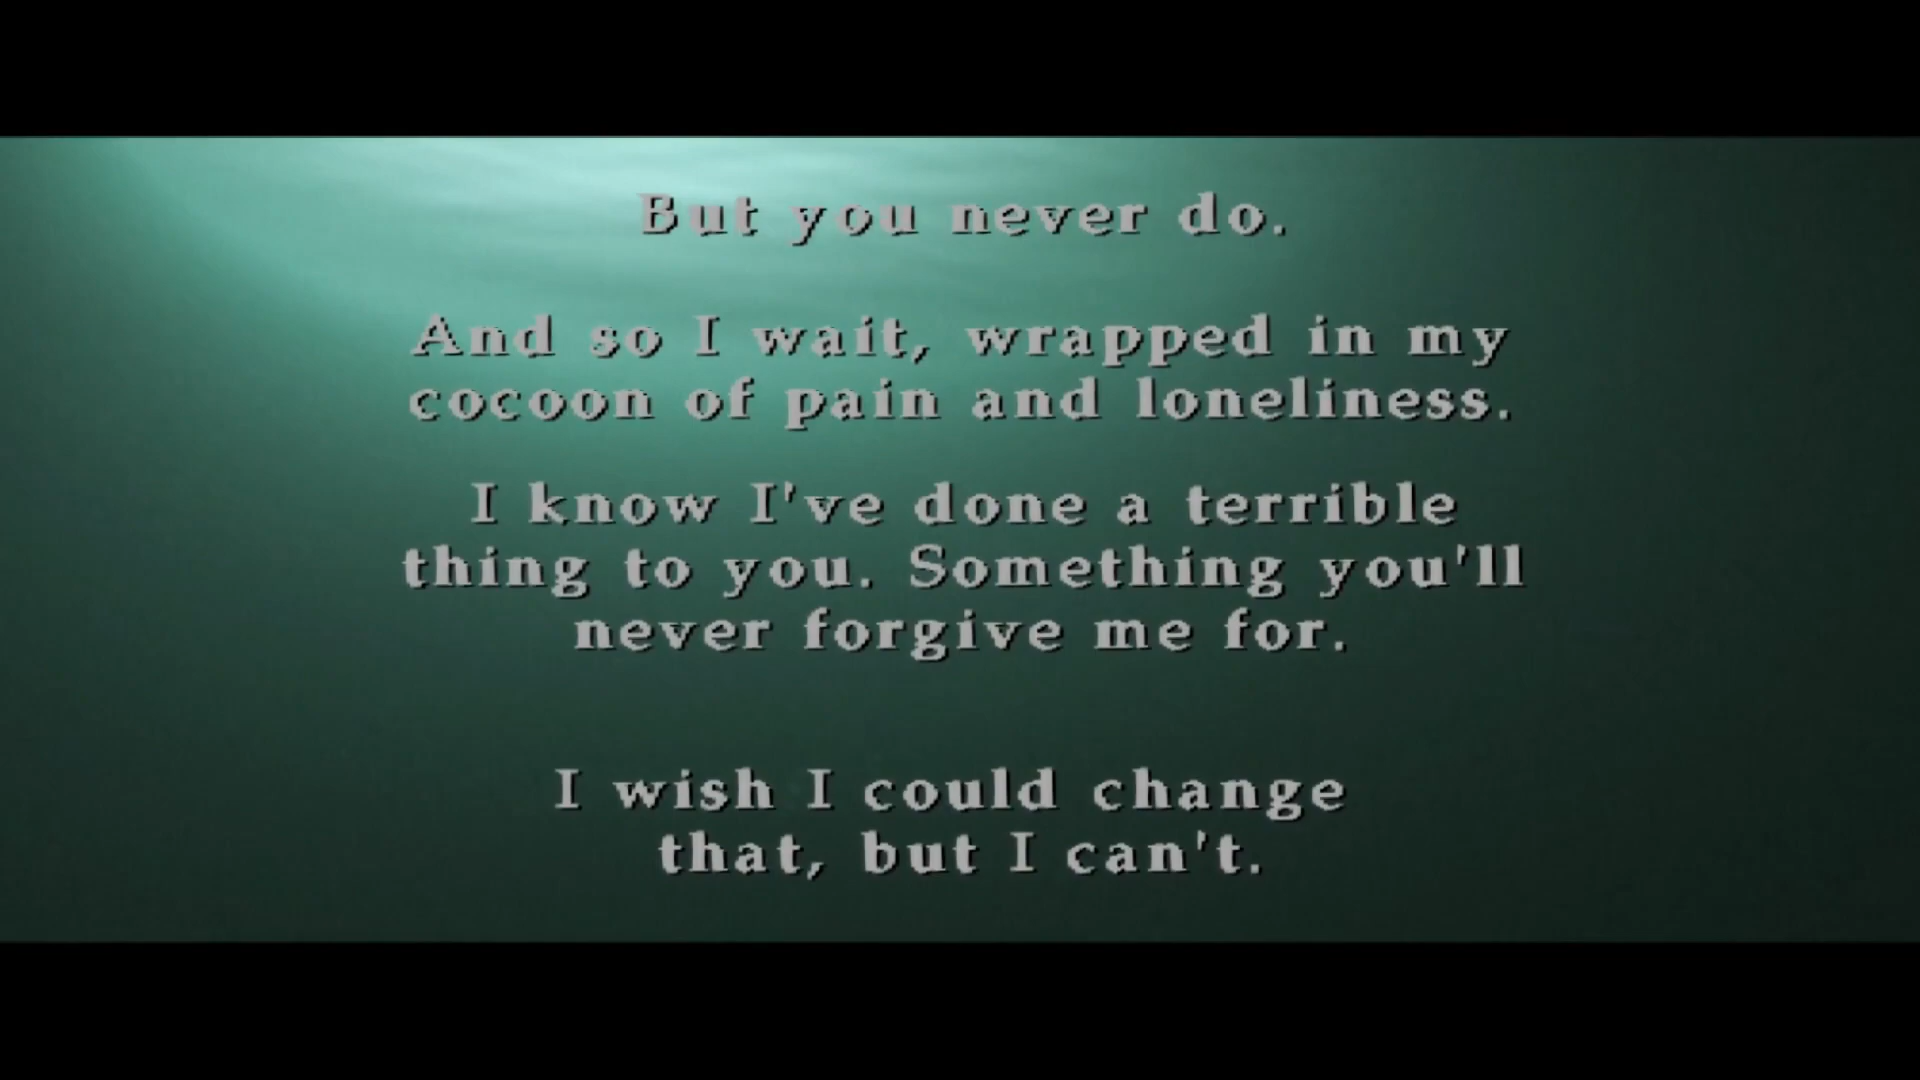 But you never do.
And so I wait, wrapped in my
cocoon of pain and loneliness.
I know I've done a terrible
thing to you. Something you'll
never forgive me for.
I wish I could change
that, but I can't.